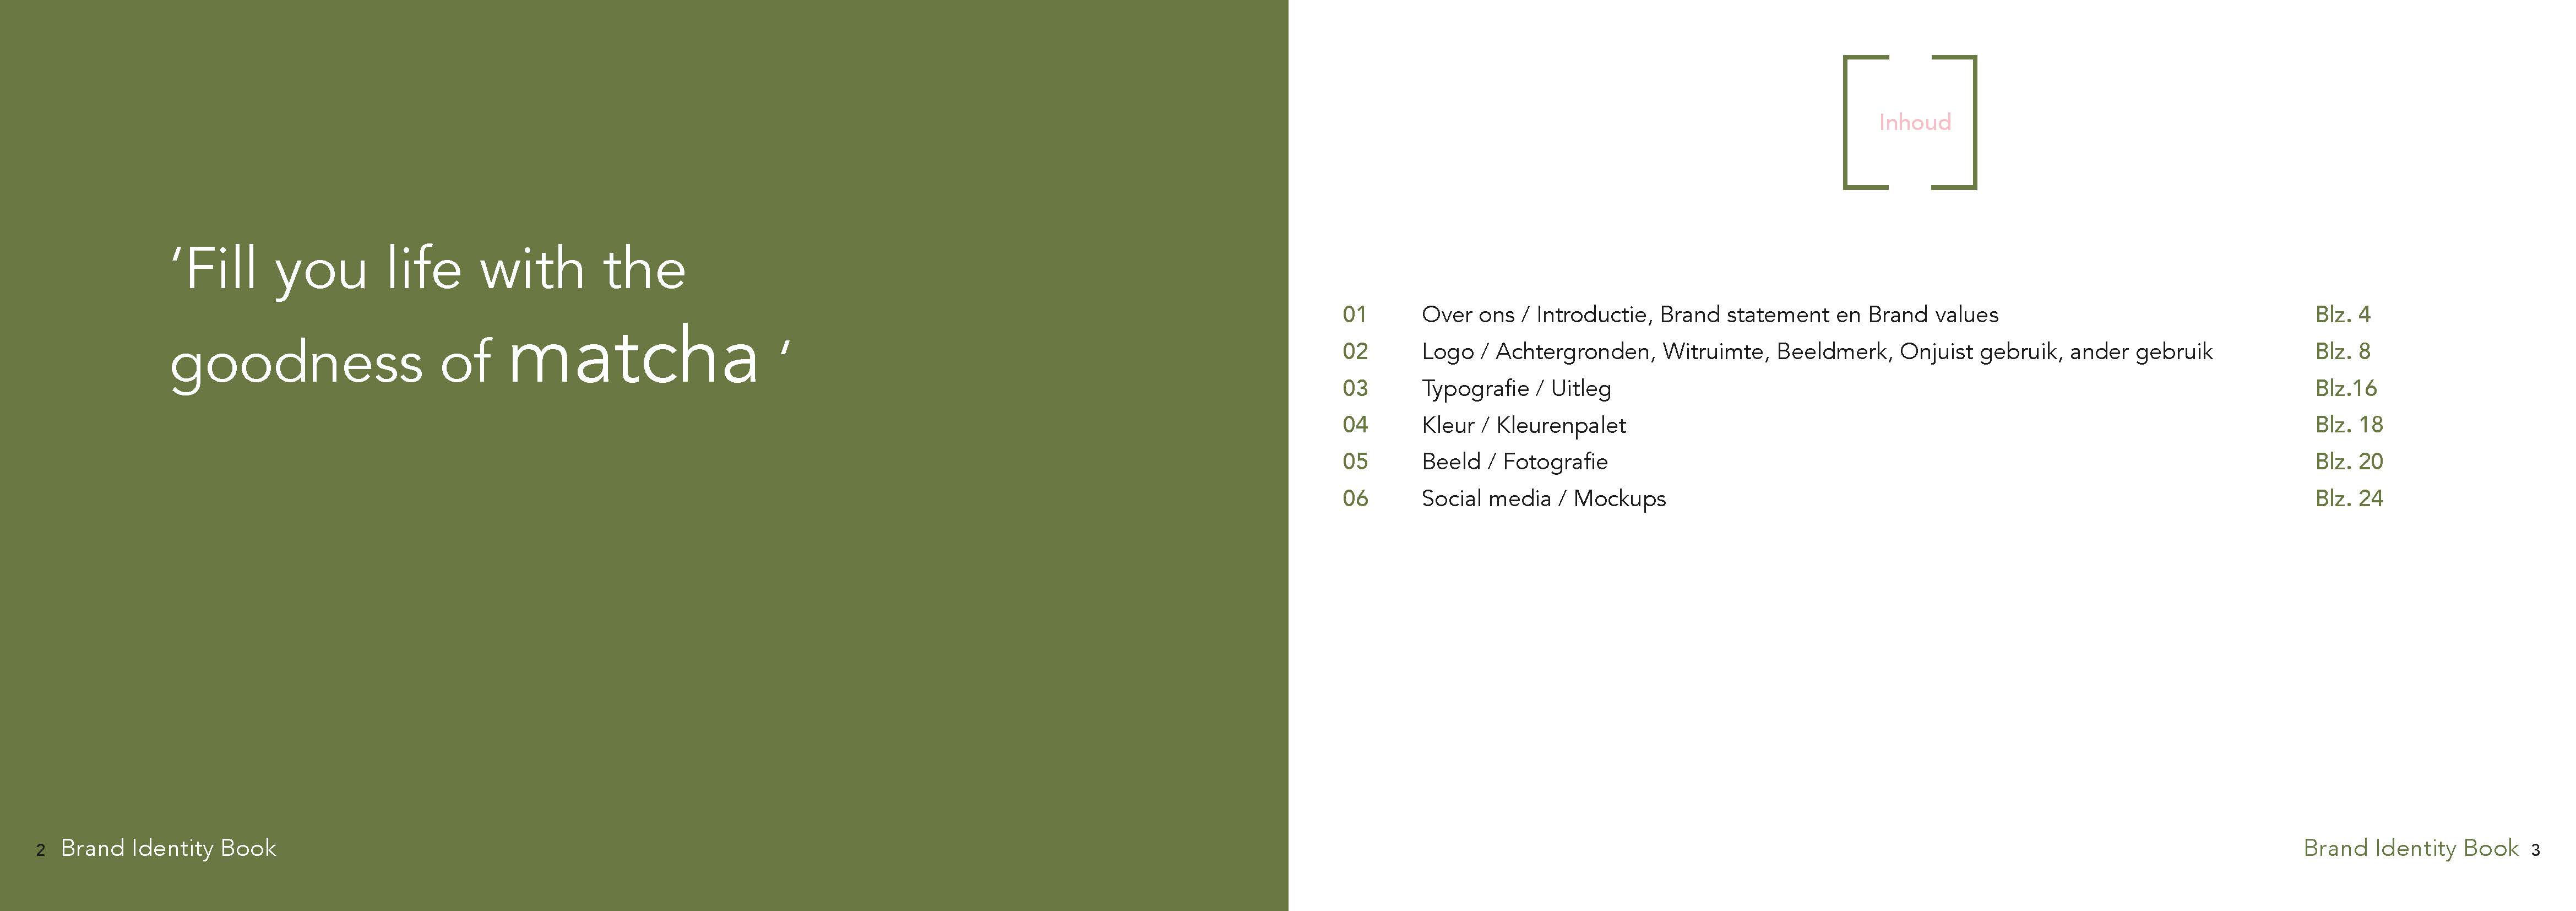 ‘Fill you life with the
goodness of matcha ‘
2 Brand Identity Book
Inhoud
01 Over ons / Introductie, Brand statement en Brand values Blz. 4
02 Logo / Achtergronden, Witruimte, Beeldmerk, Onjuist gebruik, ander gebruik Blz. 8
03 Typografie / Uitleg Blz.16
04 Kleur / Kleurenpalet Blz. 18
05 Beeld / Fotografie Blz. 20
06 Social media / Mockups Blz. 24
Brand Identity Book 3